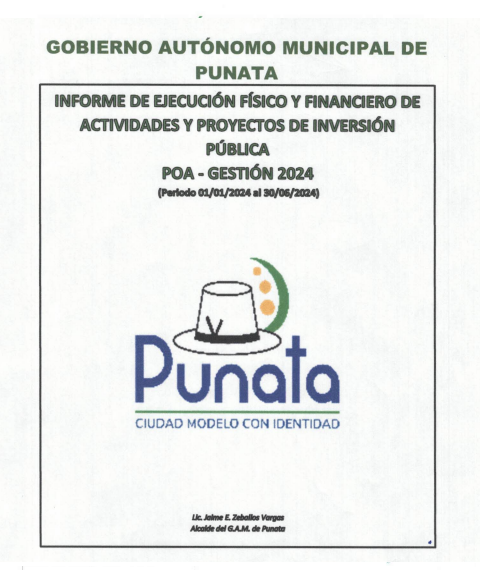 GOBIERNO AUTÓNOMO MUNICIPAL DE
PUNATA
INFORME DE EJECUCIÓN FÍSICO Y FINANCIERO DE
ACTIVIDADES Y PROYECTOS DE INVERSIÓN
PÚBLICA
POA - GESTIÓN 2024
(Periodo 01/01/2024 al 30/06/2024)
Punata
CIUDAD MODELO CON IDENTIDAD
Lic. Jaime E. Zeballos Vargas
Alcalde del G.A.M. de Punata